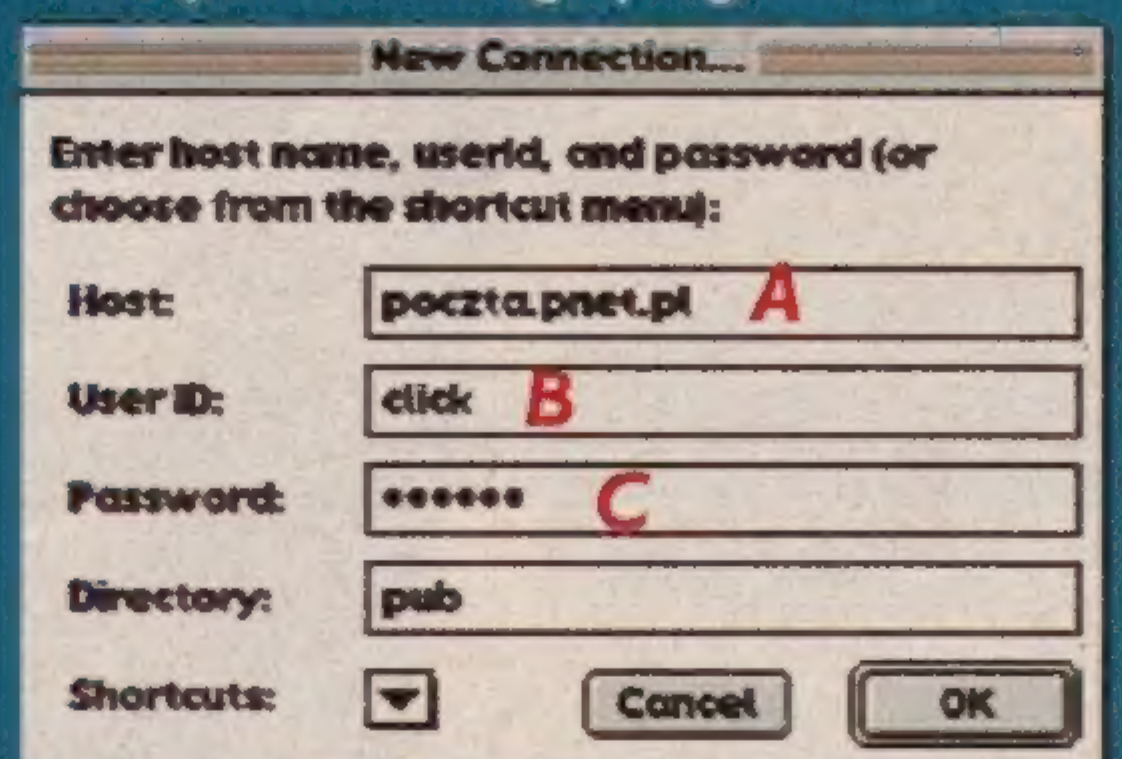 New Connection...
Enter host name, userid, and password (or
choose from the shortcut menu):
Host: poczta.pnet.pl A
User ID: click B
Password: •••••• C
Directory: pub
Shortcuts: Cancel OK